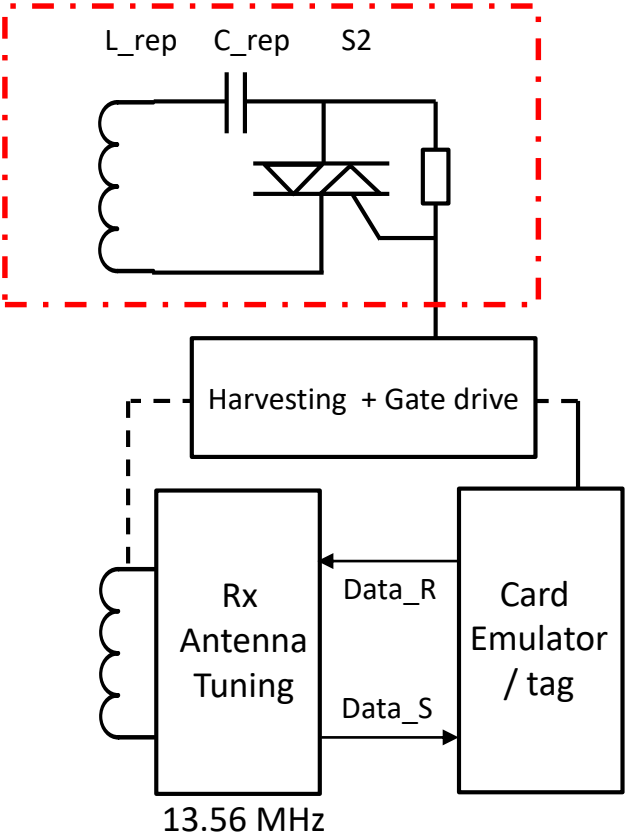 L_rep C_rep S2
Harvesting + Gate drive
Rx
Antenna
Tuning
Data_R
Data_S
Card
Emulator
/ tag
13.56 MHz